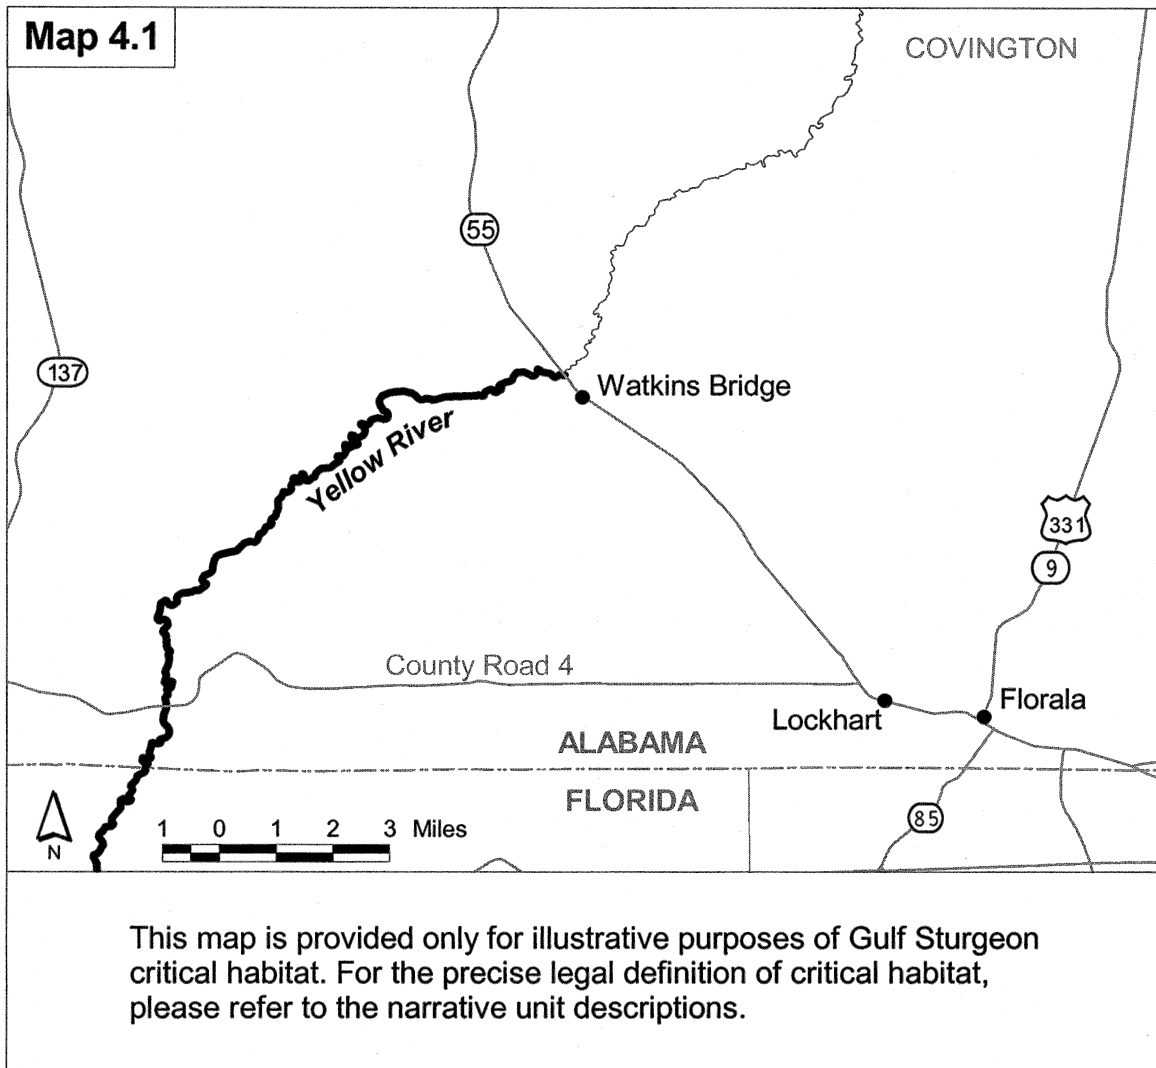 Map 4.1
COVINGTON
55
137
Watkins Bridge
Yellow River
331
9
County Road 4
Florala
Lockhart
ALABAMA
FLORIDA
85
N
1 0 1 2 3 Miles
This map is provided only for illustrative purposes of Gulf Sturgeon
critical habitat. For the precise legal definition of critical habitat,
please refer to the narrative unit descriptions.